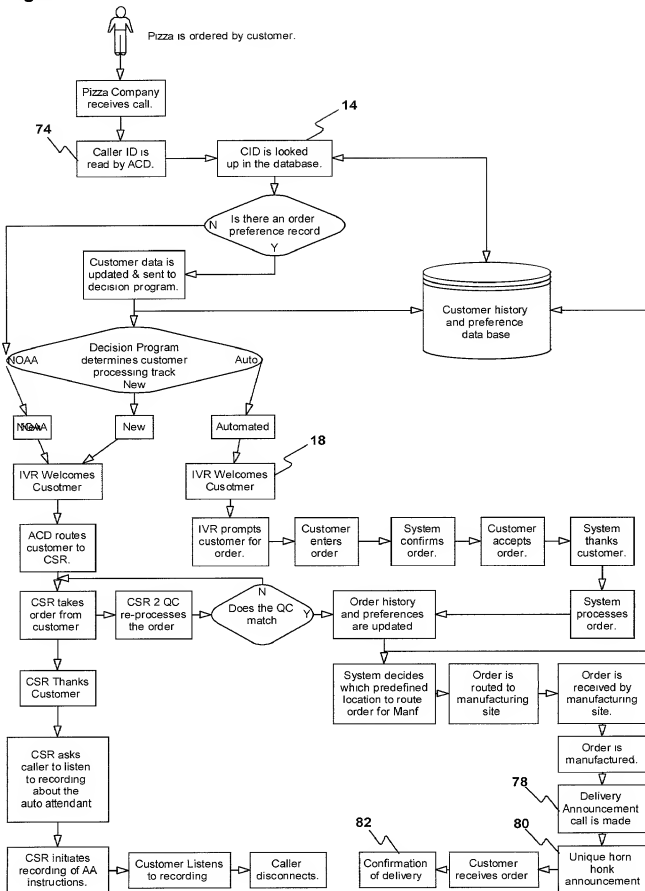 Pizza is ordered by customer.
Pizza Company
receives call.
74
14
Caller ID is
read by ACD.
CID is looked
up in the database.
Is there an order
preference record
N
Y
Customer data is
updated & sent to
decision program.
Customer history
and preference
data base
NOAA
Decision Program
determines customer
processing track
Auto
New
New
Automated
18
IVR Welcomes
Cusotmer
IVR Welcomes
Cusotmer
ACD routes
customer to
CSR.
IVR prompts
customer for
order.
Customer
enters
order
System
confirms
order.
Customer
accepts
order.
System
thanks
customer.
N
CSR takes
order from
customer
CSR 2 QC
re-processes
the order
Does the QC
match
Y
Order history
and preferences
are updated
System
processes
order.
CSR Thanks
Customer
System decides
which predefined
location to route
order for Manf
Order is
routed to
manufacturing
site
Order is
received by
manufacturing
site.
CSR asks
caller to listen
to recording
about the
auto attendant
Order is
manufactured.
78
Delivery
Announcement
call is made
82
80
CSR initiates
recording of AA
instructions.
Customer Listens
to recording
Caller
disconnects.
Confirmation
of delivery
Customer
receives order
Unique horn
honk
announcement